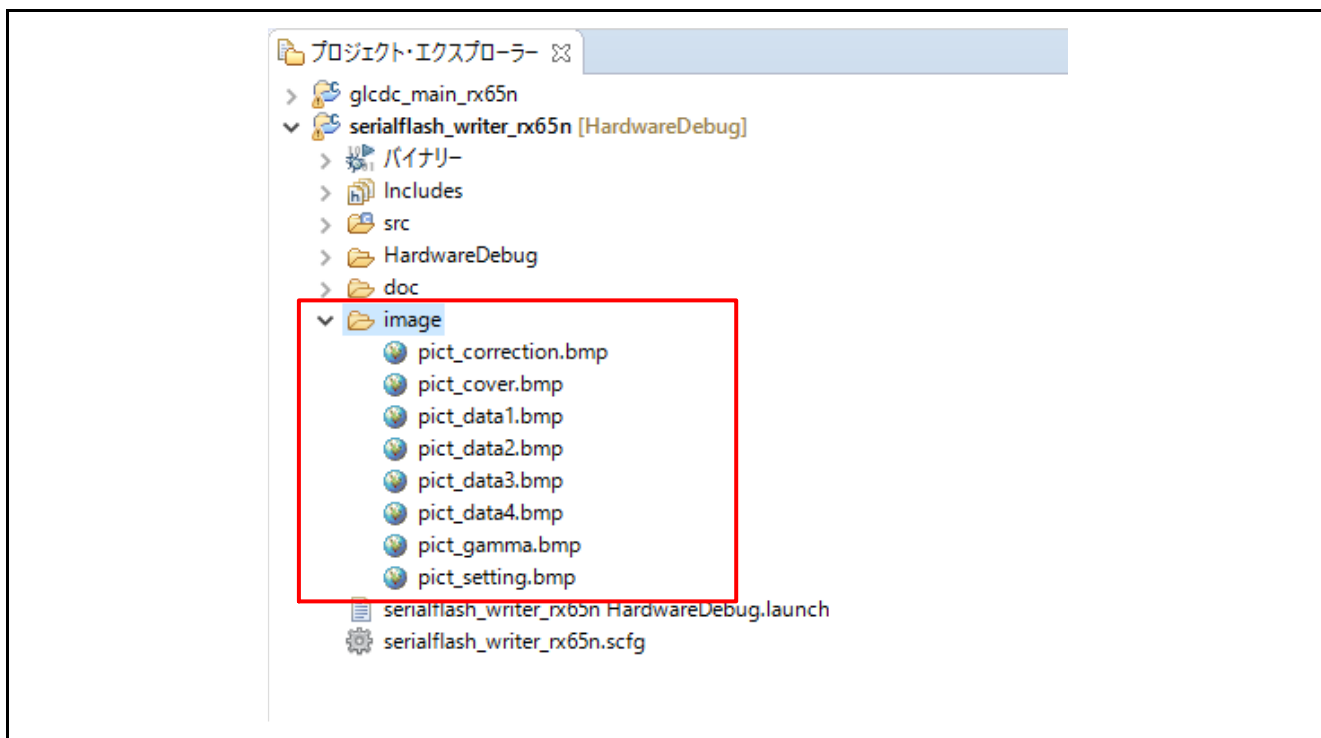 プロジェクト・エクスプローラー
glcdc_main_rx65n
serialflash_writer_rx65n [HardwareDebug]
バイナリー
Includes
src
HardwareDebug
doc
image
pict_correction.bmp
pict_cover.bmp
pict_data1.bmp
pict_data2.bmp
pict_data3.bmp
pict_data4.bmp
pict_gamma.bmp
pict_setting.bmp
serialflash_writer_rx65n HardwareDebug.launch
serialflash_writer_rx65n.scfg